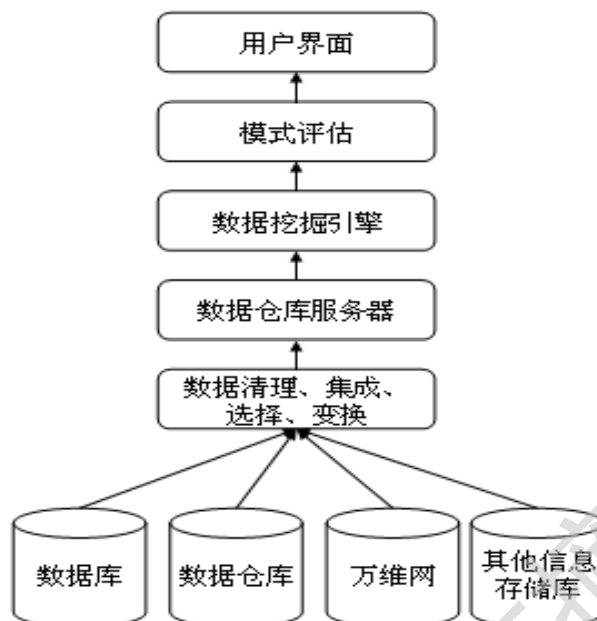 用户界面
模式评估
数据挖掘引擎
数据仓库服务器
数据清理、集成、
选择、变换
数据库
数据仓库
万维网
其他信息
存储库